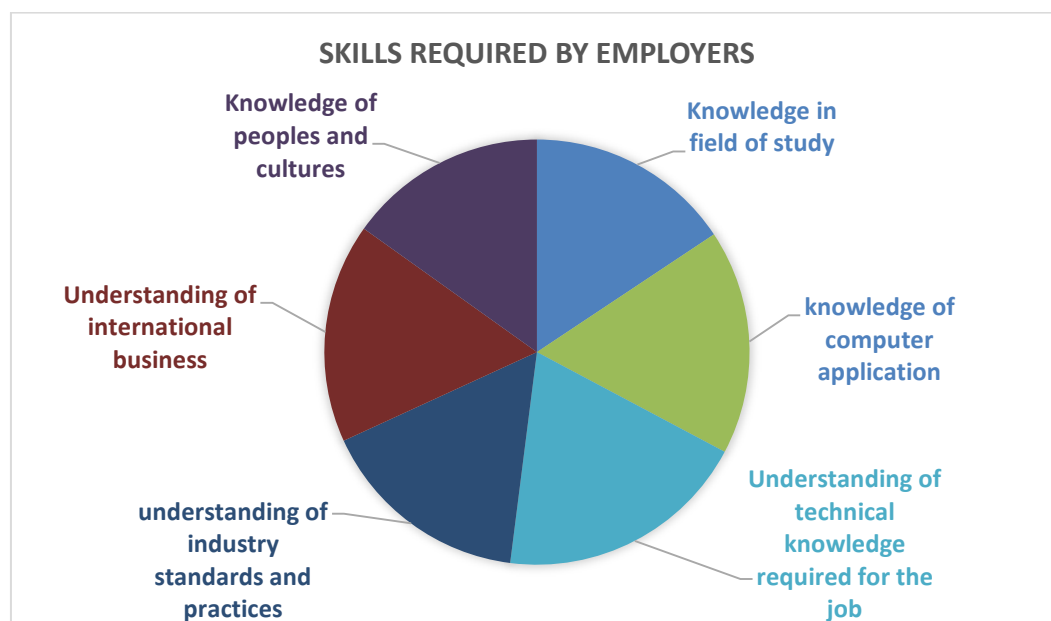 SKILLS REQUIRED BY EMPLOYERS
Knowledge of
peoples and
cultures
Knowledge in
field of study
Understanding of
international
business
knowledge of
computer
application
understanding of
industry
standards and
practices
Understanding of
technical
knowledge
required for the
job